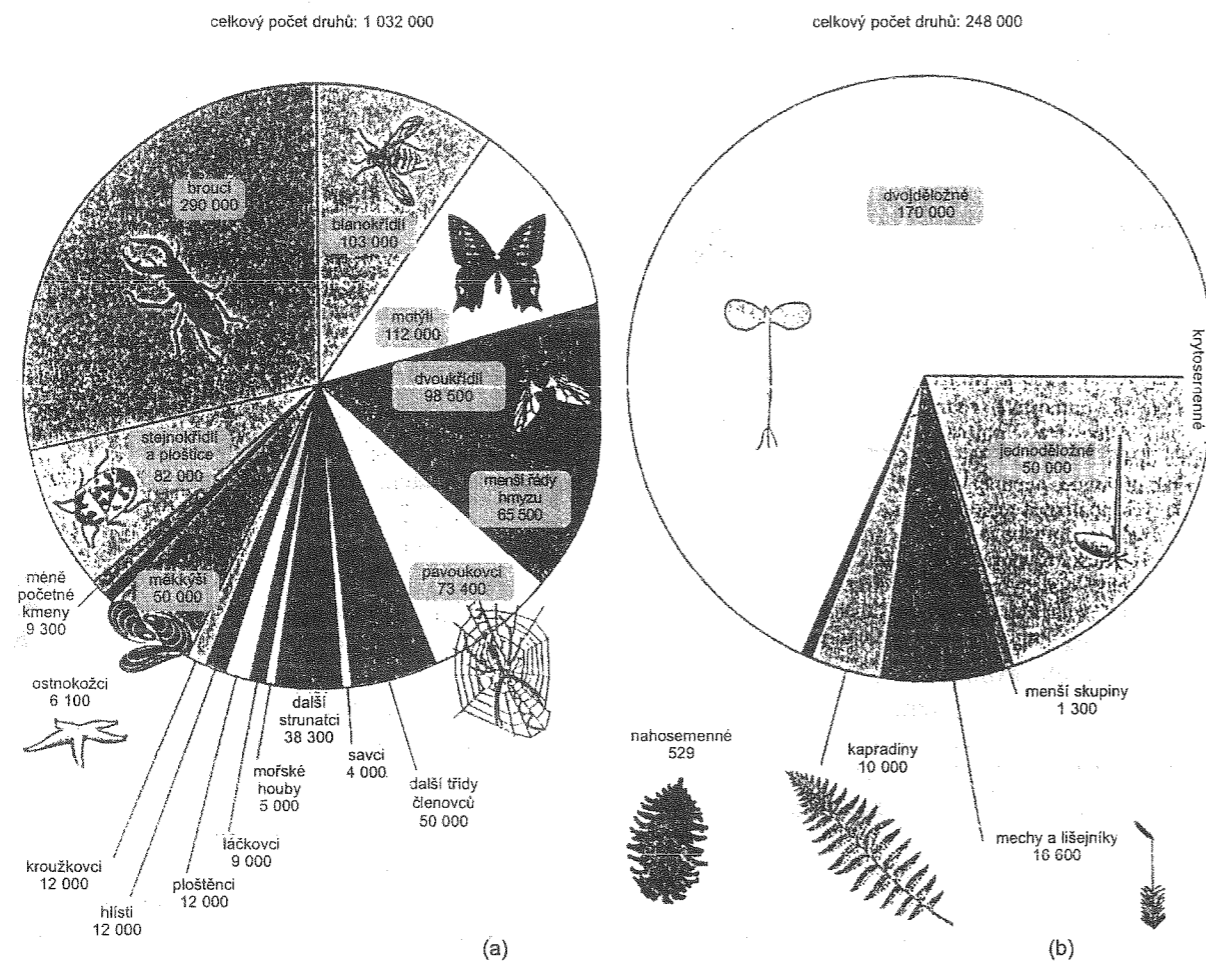 celkový počet druhů: 1 032 000
brouci
290 000
blanokřídlí
103 000
motýli
112 000
dvoukřídlí
98 500
menší řády
hmyzu
65 500
pavoukovci
73 400
další třídy
členovců
50 000
savci
4 000
další
strunatci
38 300
mořské
houby
5 000
láčkovci
9 000
ploštěnci
12 000
hlísti
12 000
kroužkovci
12 000
ostnokožci
6 100
měkkýši
50 000
méně
početné
kmeny
9 300
stejnokřídlí
a ploštice
82 000
(a)
celkový počet druhů: 248 000
dvojděložné
170 000
krytosemenné
jednoděložné
50 000
menší skupiny
1 300
mechy a lišejníky
16 600
kapradiny
10 000
nahosemenné
529
(b)